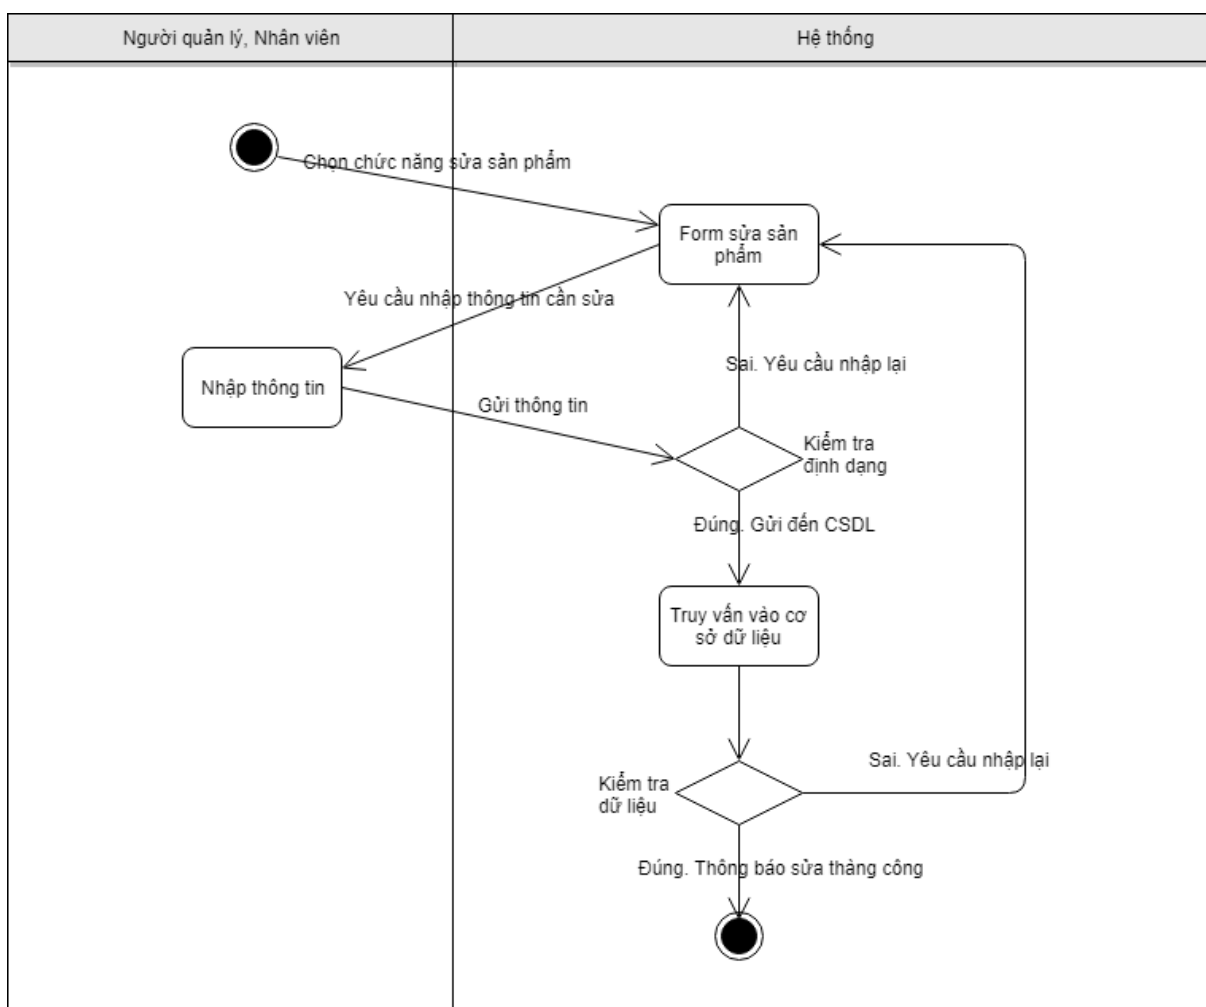 Người quản lý, Nhân viên
Hệ thống
Chọn chức năng sửa sản phẩm
Form sửa sản
phẩm
Yêu cầu nhập thông tin cần sửa
Nhập thông tin
Sai. Yêu cầu nhập lại
Gửi thông tin
Kiểm tra
định dạng
Đúng. Gửi đến CSDL
Truy vấn vào cơ
sở dữ liệu
Sai. Yêu cầu nhập lại
Kiểm tra
dữ liệu
Đúng. Thông báo sửa thàng công